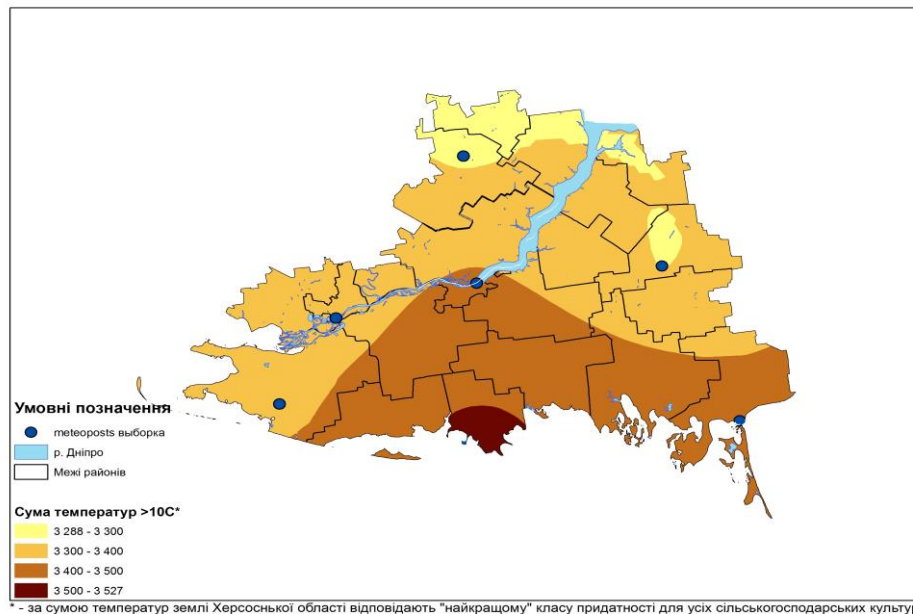 Умовні позначення
meteoposts выборка
р. Дніпро
Межі районів
Сума температур >10С*
3 288 - 3 300
3 300 - 3 400
3 400 - 3 500
3 500 - 3 527
* - за сумою температур землі Херсоснької області відповідають "найкращому" класу придатності для усіх сільськогосподарських культур